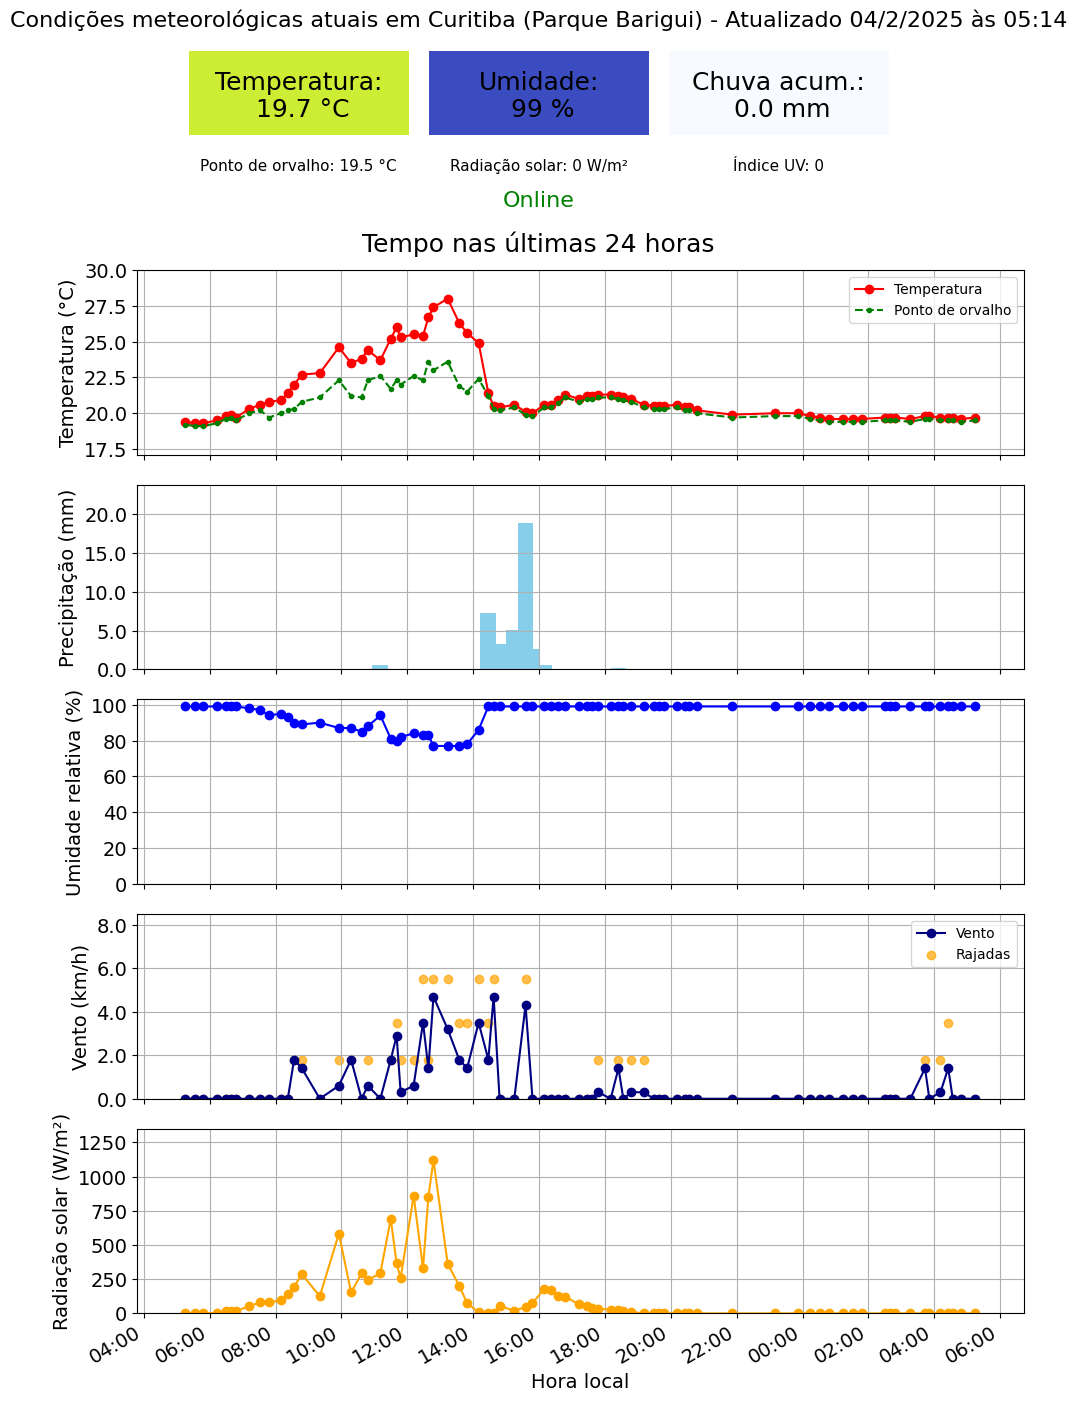 Condições meteorológicas atuais em Curitiba (Parque Barigui) - Atualizado 04/2/2025 às 05:14
Temperatura:
19.7 °C
Umidade:
99 %
Chuva acum.:
0.0 mm
Ponto de orvalho: 19.5 °C
Radiação solar: 0 W/m²
Índice UV: 0
Online
Tempo nas últimas 24 horas
Temperatura (°C)
30.0
27.5
25.0
22.5
20.0
17.5
Temperatura
Ponto de orvalho
Precipitação (mm)
20.0
15.0
10.0
5.0
0.0
Umidade relativa (%)
100
80
60
40
20
0
Vento (km/h)
8.0
6.0
4.0
2.0
0.0
Vento
Rajadas
Radiação solar (W/m²)
1250
1000
750
500
250
0
04:00 06:00 08:00 10:00 12:00 14:00 16:00 18:00 20:00 22:00 00:00 02:00 04:00 06:00
Hora local